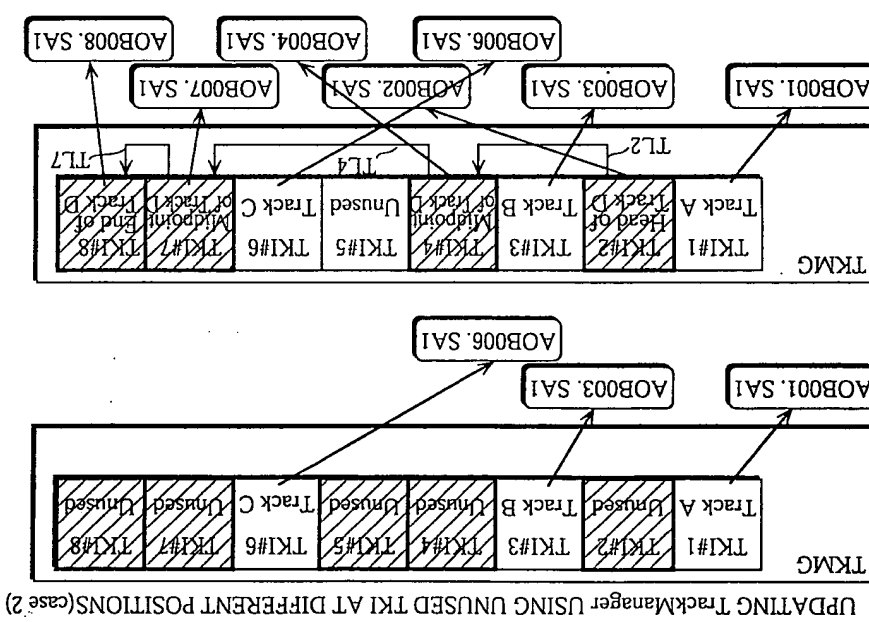 UPDATING TrackManager USING UNUSED TKI AT DIFFERENT POSITIONS(case 2)
TKMG
TKI#1 TKI#2 TKI#3 TKI#4 TKI#5 TKI#6 TKI#7 TKI#8
Track A Unused Track B Unused Unused Track C Unused Unused
AOB001. SA1 AOB003. SA1
AOB006. SA1
TKMG
TKI#1 TKI#2 TKI#3 TKI#4 TKI#5 TKI#6 TKI#7 TKI#8
Track A Head of Track D Track B Midpoint of Track D Unused Track C Midpoint of Track D End of Track D
TL2 TL4 TL7
AOB001. SA1 AOB003. SA1 AOB002. SA1 AOB007. SA1
AOB006. SA1 AOB004. SA1 AOB008. SA1